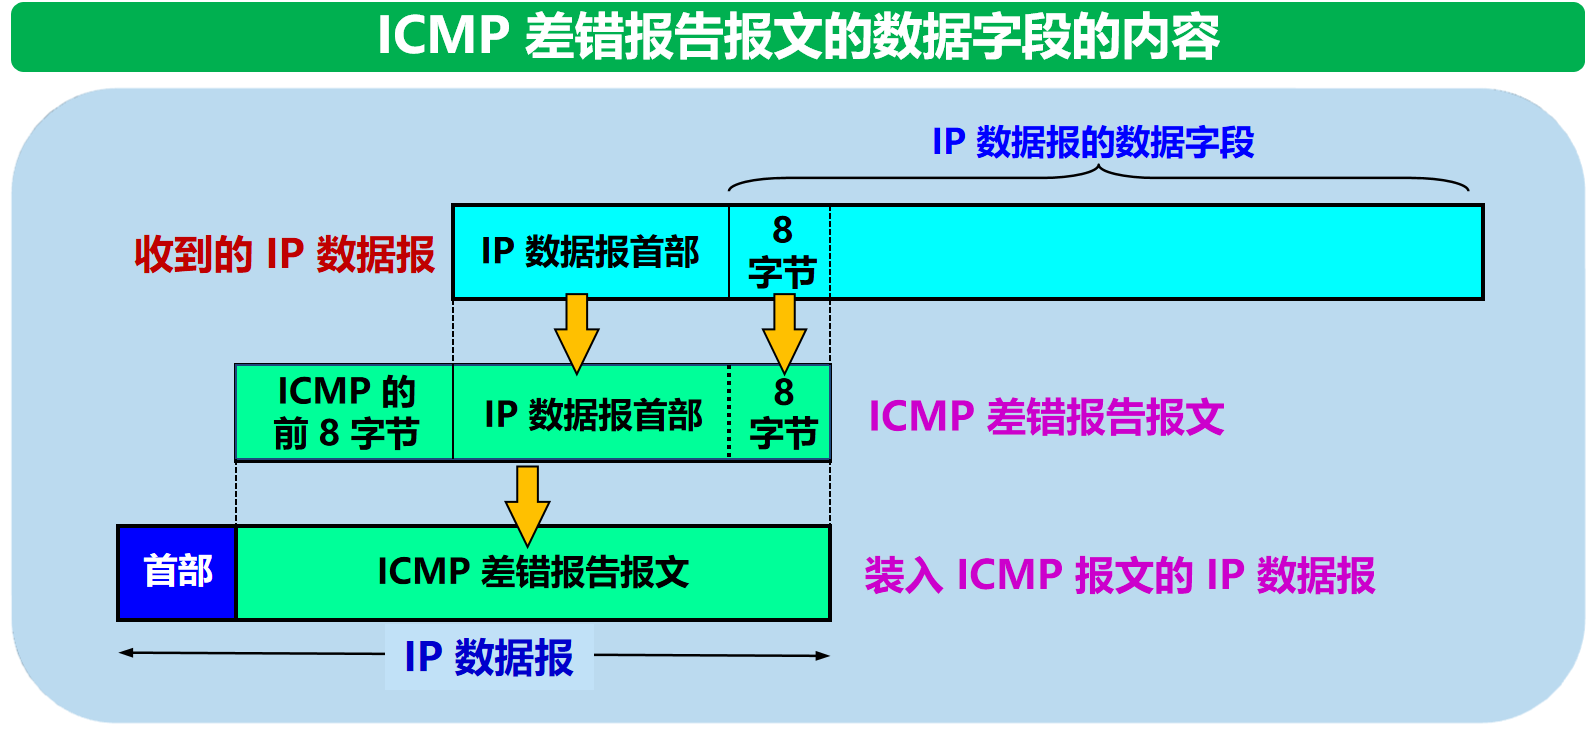 ICMP 差错报告报文的数据字段的内容
IP 数据报的数据字段
收到的 IP 数据报
IP 数据报首部
8
字节
ICMP 的
前 8 字节
IP 数据报首部
8
字节
ICMP 差错报告报文
首部
ICMP 差错报告报文
装入 ICMP 报文的 IP 数据报
IP 数据报